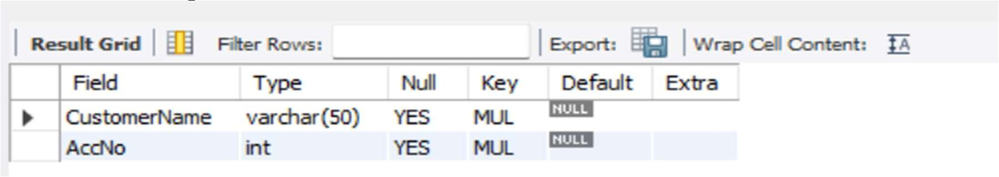 Result Grid Filter Rows: Export: Wrap Cell Content: A
Field Type Null Key Default Extra
CustomerName varchar(50) YES MUL NULL
AccNo int YES MUL NULL